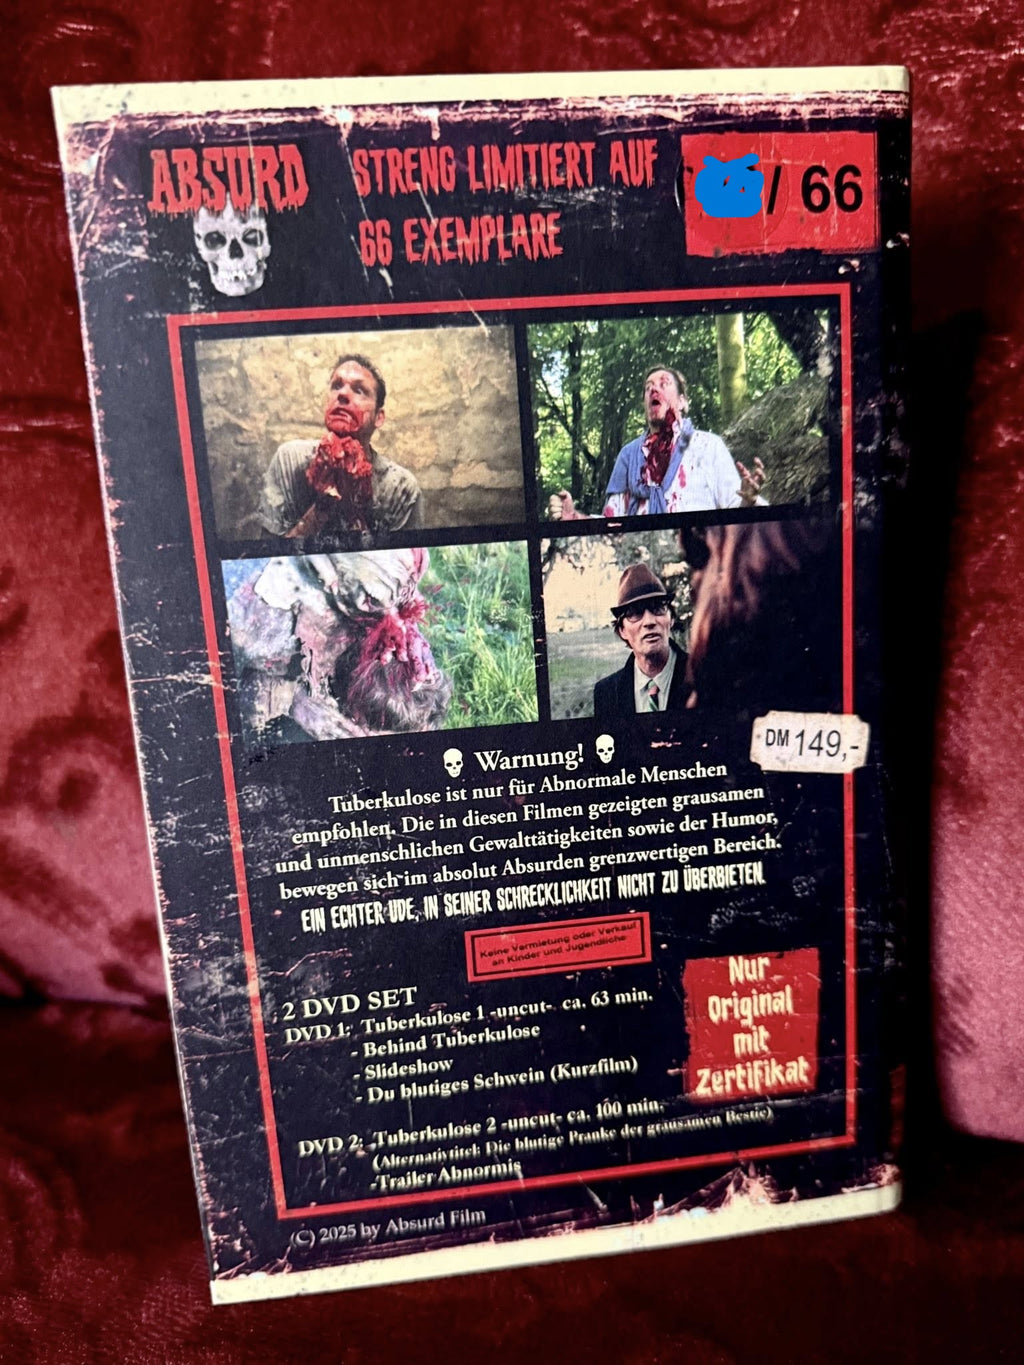 ABSURD
STRENG LIMITIERT AUF
66 EXEMPLARE
/ 66
Warnung!
Tuberkulose ist nur für Abnormale Menschen
empfohlen. Die in diesen Filmen gezeigten grausamen
und unmenschlichen Gewalttätigkeiten sowie der Humor,
bewegen sich im absolut Absurden grenzwertigen Bereich.
EIN ECHTER UDE, IN SEINER SCHRECKLICHKEIT NICHT ZU ÜBERBIETEN.
DM 149,-
Keine Vermietung oder Verkauf
an Kinder und Jugendliche
2 DVD SET
DVD 1: Tuberkulose 1 -uncut- ca. 63 min.
- Behind Tuberkulose
- Slideshow
- Du blutiges Schwein (Kurzfilm)
Nur
Original
mit
Zertifikat
DVD 2: Tuberkulose 2 -uncut- ca. 100 min.
(Alternativtitel: Die blutige Pranke der grausamen Bestie)
-Trailer Abnormis
(C) 2025 by Absurd Film